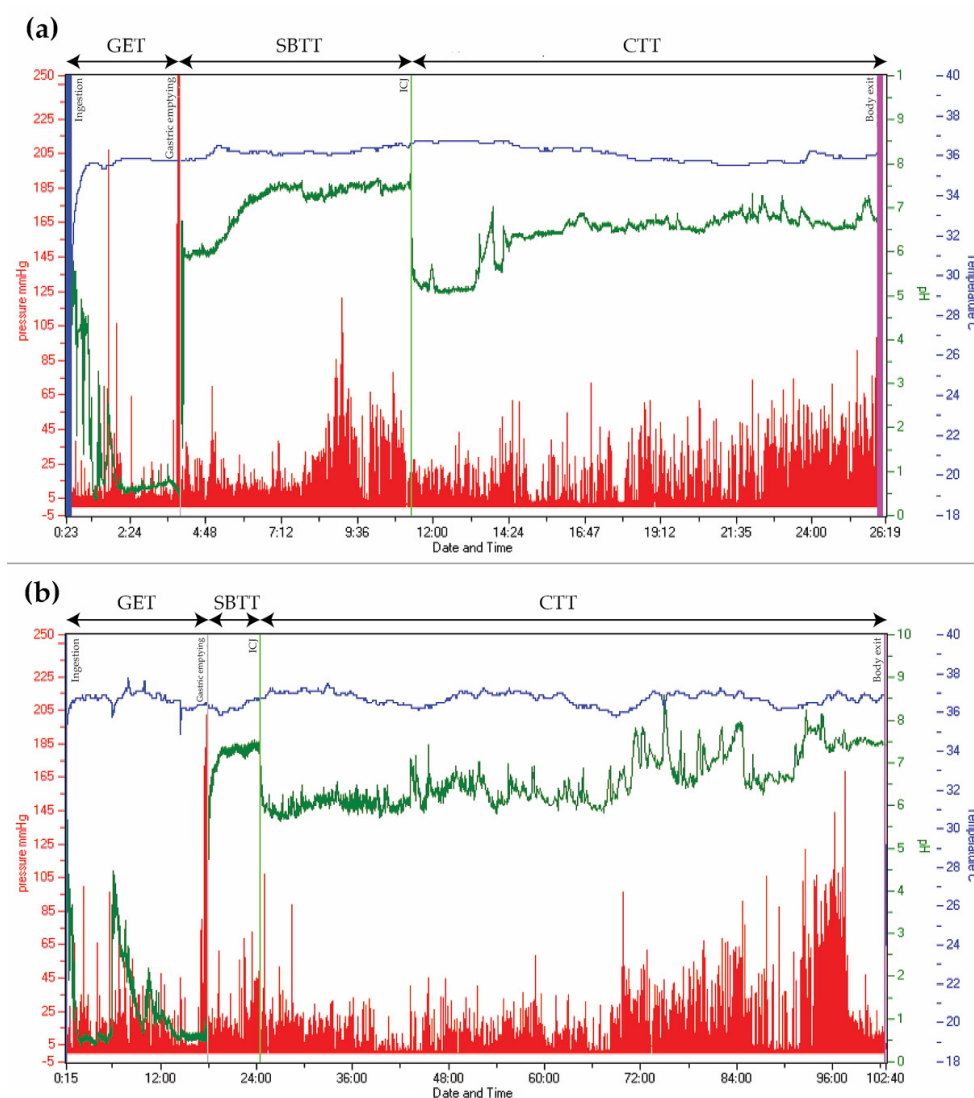 (a)
GET SBTT CTT
250 225 205 185 165 145 125 105 85 65 45 25 5 -5
pressure mmHg
Ingestion
Gastric emptying
ICJ
Body exit
1 9 8 7 6 5 4 3 2 1 0
pH
40 38 36 34 32 30 28 26 24 22 20 18
Temperature C
0:23 2:24 4:48 7:12 9:36 12:00 14:24 16:47 19:12 21:35 24:00 26:19
Date and Time
(b)
GET SBTT CTT
250 225 205 185 165 145 125 105 85 65 45 25 5 -5
pressure mmHg
Ingestion
Gastric emptying
ICJ
Body exit
10 9 8 7 6 5 4 3 2 1 0
pH
40 38 36 34 32 30 28 26 24 22 20 18
Temperature C
0:15 12:00 24:00 36:00 48:00 60:00 72:00 84:00 96:00 102:40
Date and Time